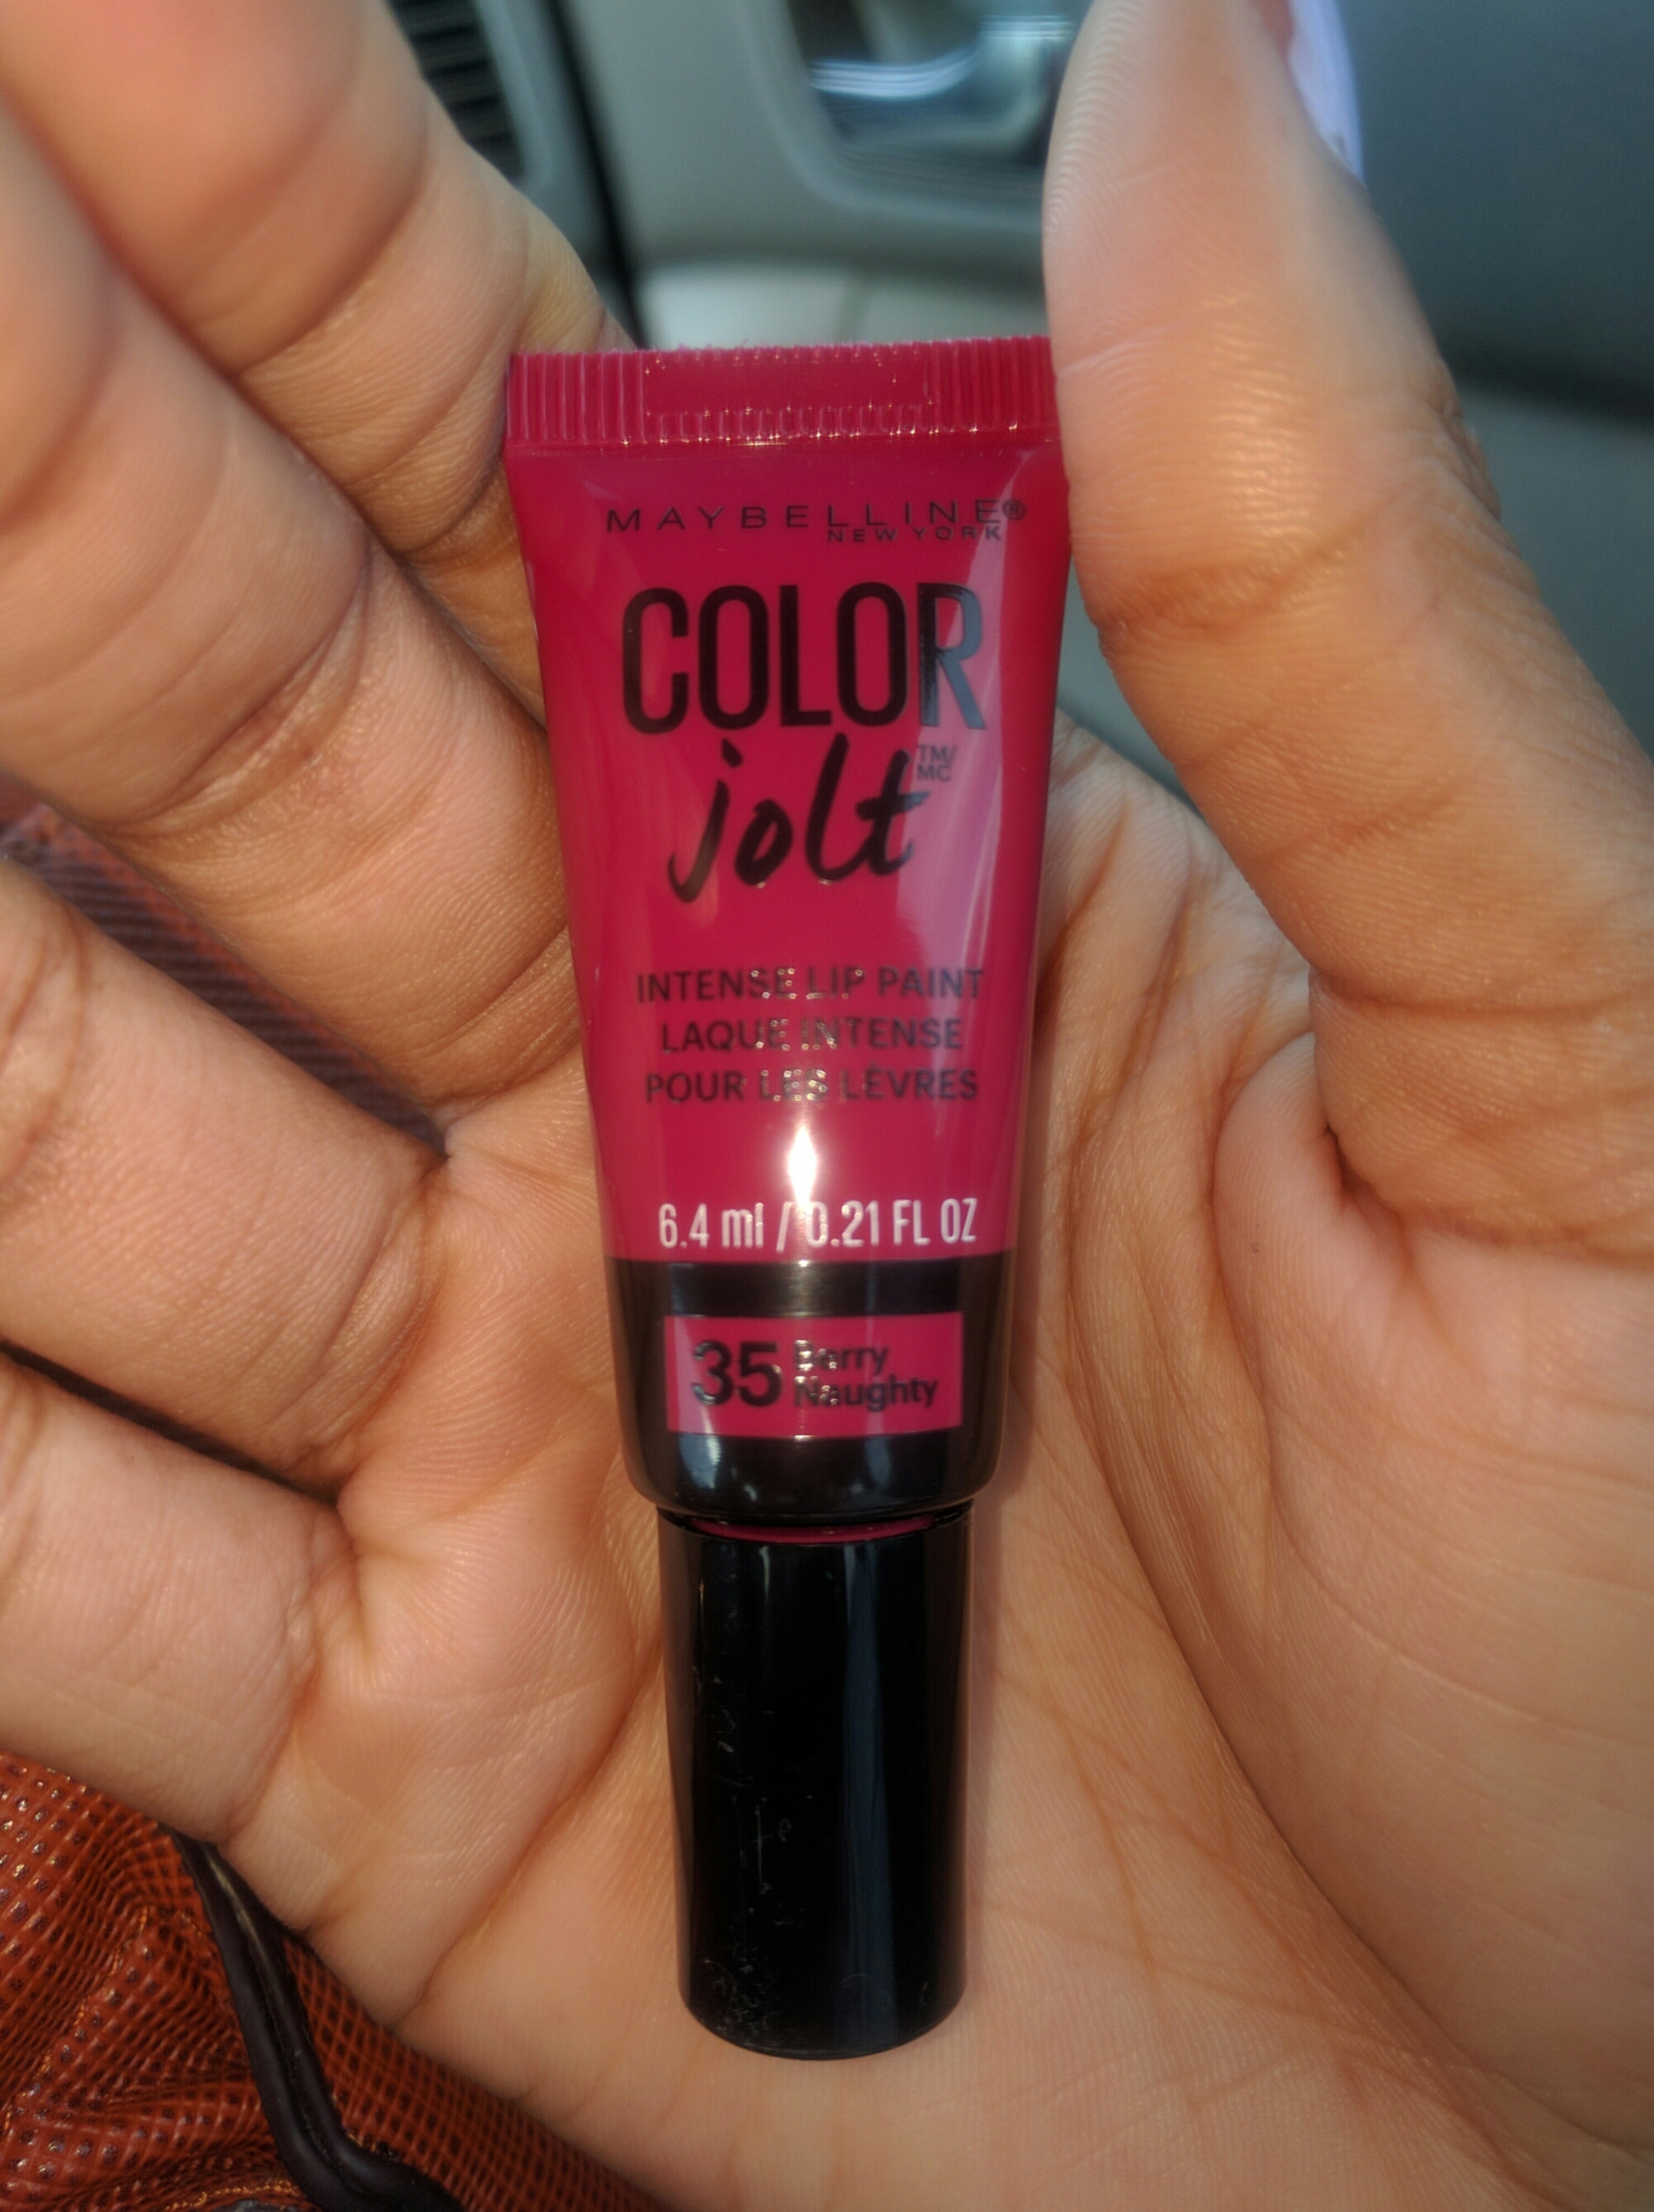 MAYBELLINE®
NEW YORK
COLOR
jolt TM/
MC
INTENSE LIP PAINT
LAQUE INTENSE
POUR LES LÈVRES
6.4 ml / 0.21 FL OZ
35 Berry
Naughty